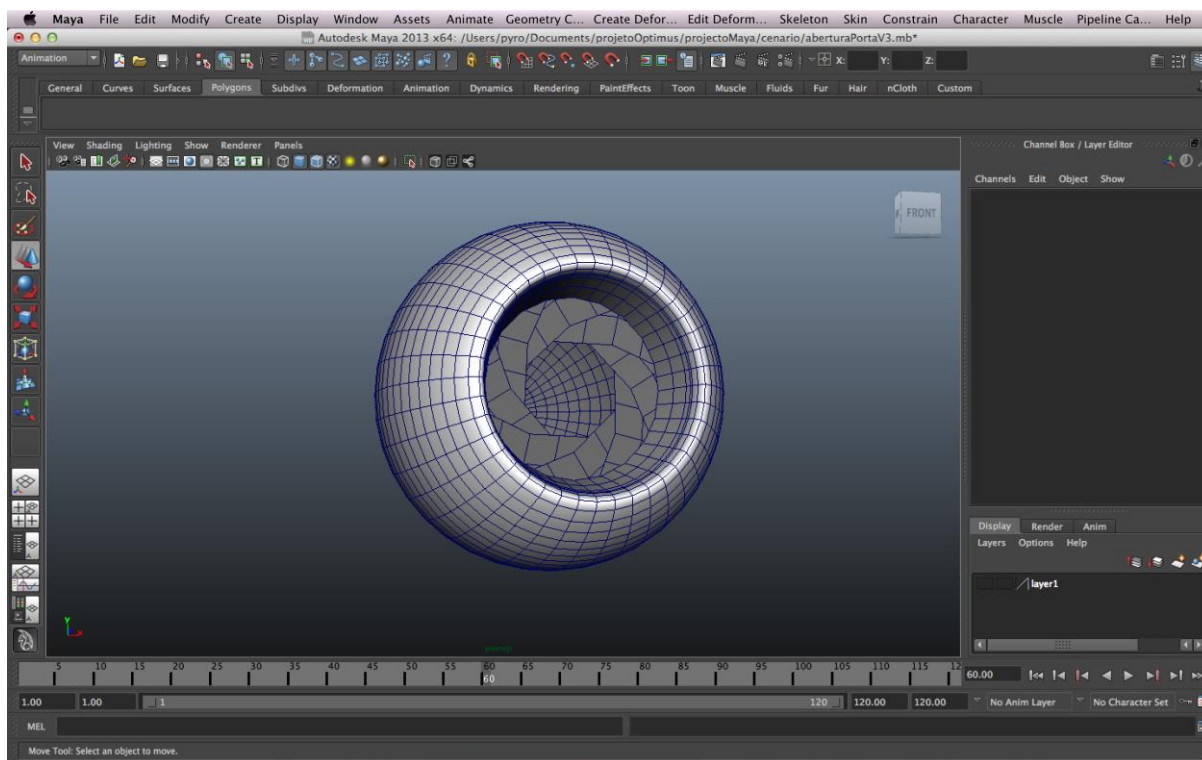 Maya File Edit Modify Create Display Window Assets Animate Geometry C... Create Defor... Edit Deform... Skeleton Skin Constrain Character Muscle Pipeline Ca... Help
Autodesk Maya 2013 x64: /Users/pyro/Documents/projetoOptimus/projectoMaya/cenario/aberturaPortaV3.mb*
Animation X: Y: Z:
General Curves Surfaces Polygons Subdivs Deformation Animation Dynamics Rendering PaintEffects Toon Muscle Fluids Fur Hair nCloth Custom
View Shading Lighting Show Renderer Panels
Channel Box / Layer Editor
Channels Edit Object Show
FRONT
Display Render Anim
Layers Options Help
layer1
Y
X
persp
5 10 15 20 25 30 35 40 45 50 55 60 65 70 75 80 85 90 95 100 105 110 115 12
60
60.00
1.00 1.00 1 120 120.00 120.00 No Anim Layer No Character Set
MEL
Move Tool: Select an object to move.